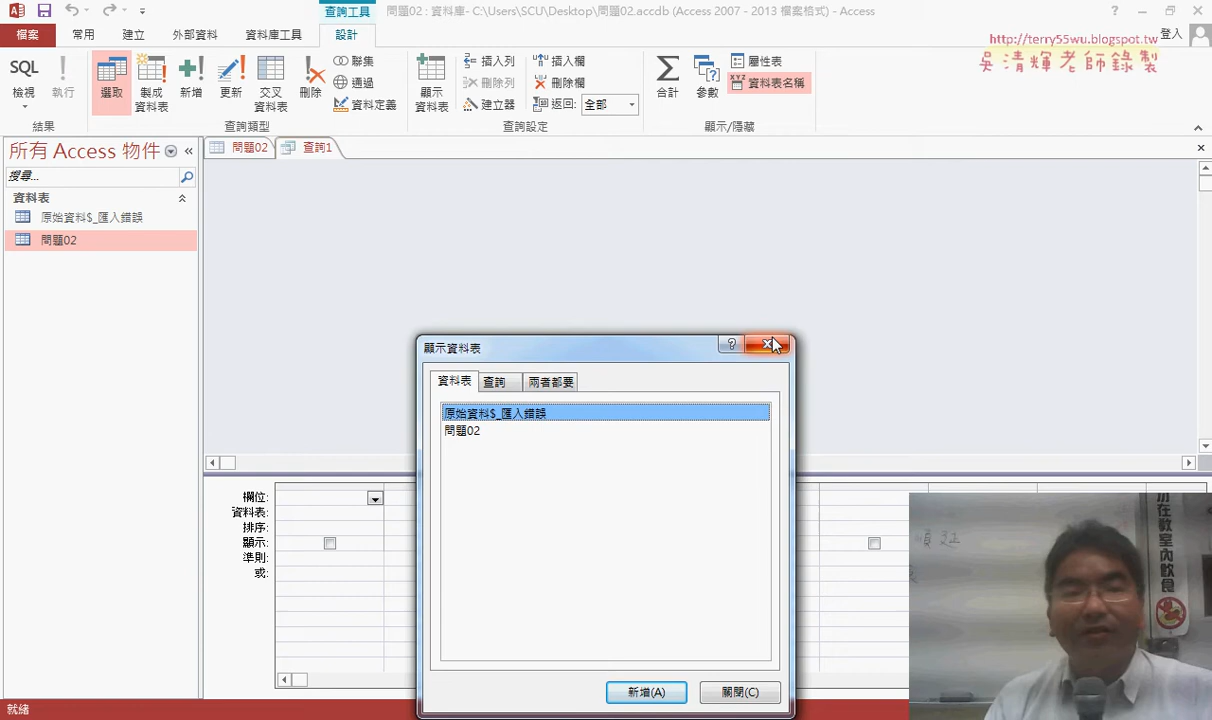 查詢工具
問題02 : 資料庫- C:\Users\SCU\Desktop\問題02.accdb (Access 2007 - 2013 檔案格式) - Access
?
檔案
常用
建立
外部資料
資料庫工具
設計
登入
http://terry55wu.blogspot.tw
吳清輝老師錄製
SQL
檢視
執行
選取
製成
資料表
新增
更新
交叉
資料表
刪除
聯集
通過
資料定義
顯示
資料表
插入列
刪除列
建立器
插入欄
刪除欄
返回:
全部
合計
參數
屬性表
XYZ
資料表名稱
結果
查詢類型
查詢設定
顯示/隱藏
所有 Access 物件
搜尋...
資料表
原始資料$_匯入錯誤
問題02
問題02
查詢1
顯示資料表
?
資料表
查詢
兩者都要
原始資料$_匯入錯誤
問題02
新增(A)
關閉(C)
欄位:
資料表:
排序:
顯示:
準則:
或:
在教室內飲食
就緒